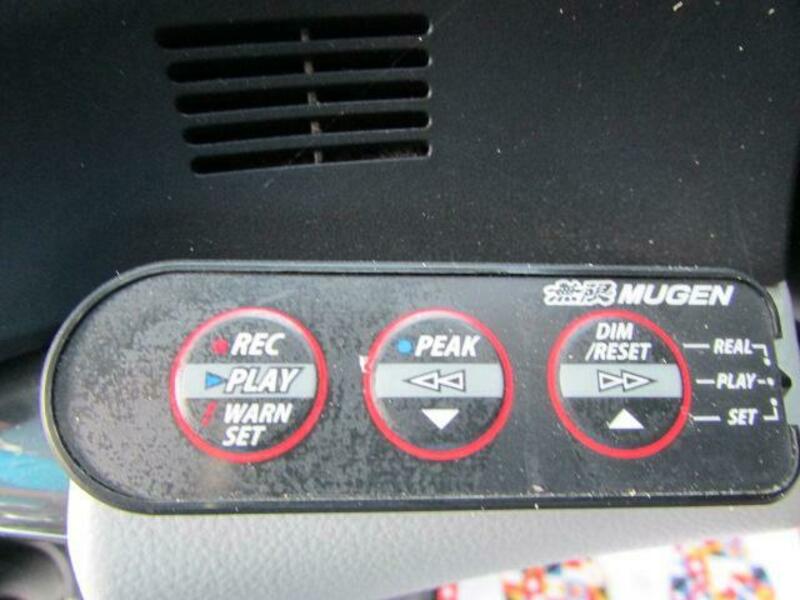 無限 MUGEN
REC
PLAY
! WARN
SET
PEAK
DIM
/RESET
REAL
PLAY
SET